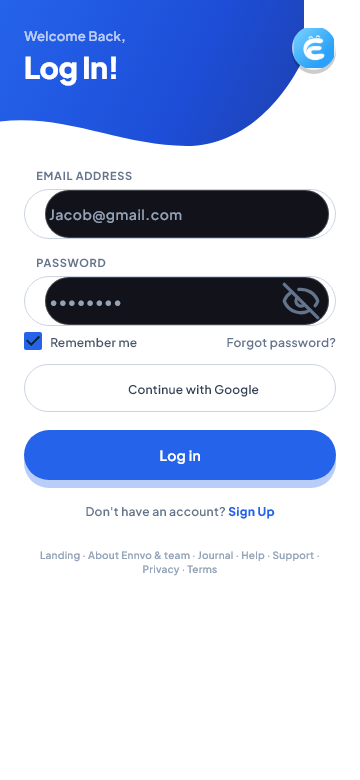 Welcome Back,
Log In!
EMAIL ADDRESS
Jacob@gmail.com
PASSWORD
Remember me
Forgot password?
Continue with Google
Log in
Don't have an account? Sign Up
Landing · About Ennvo & team · Journal · Help · Support ·
Privacy · Terms